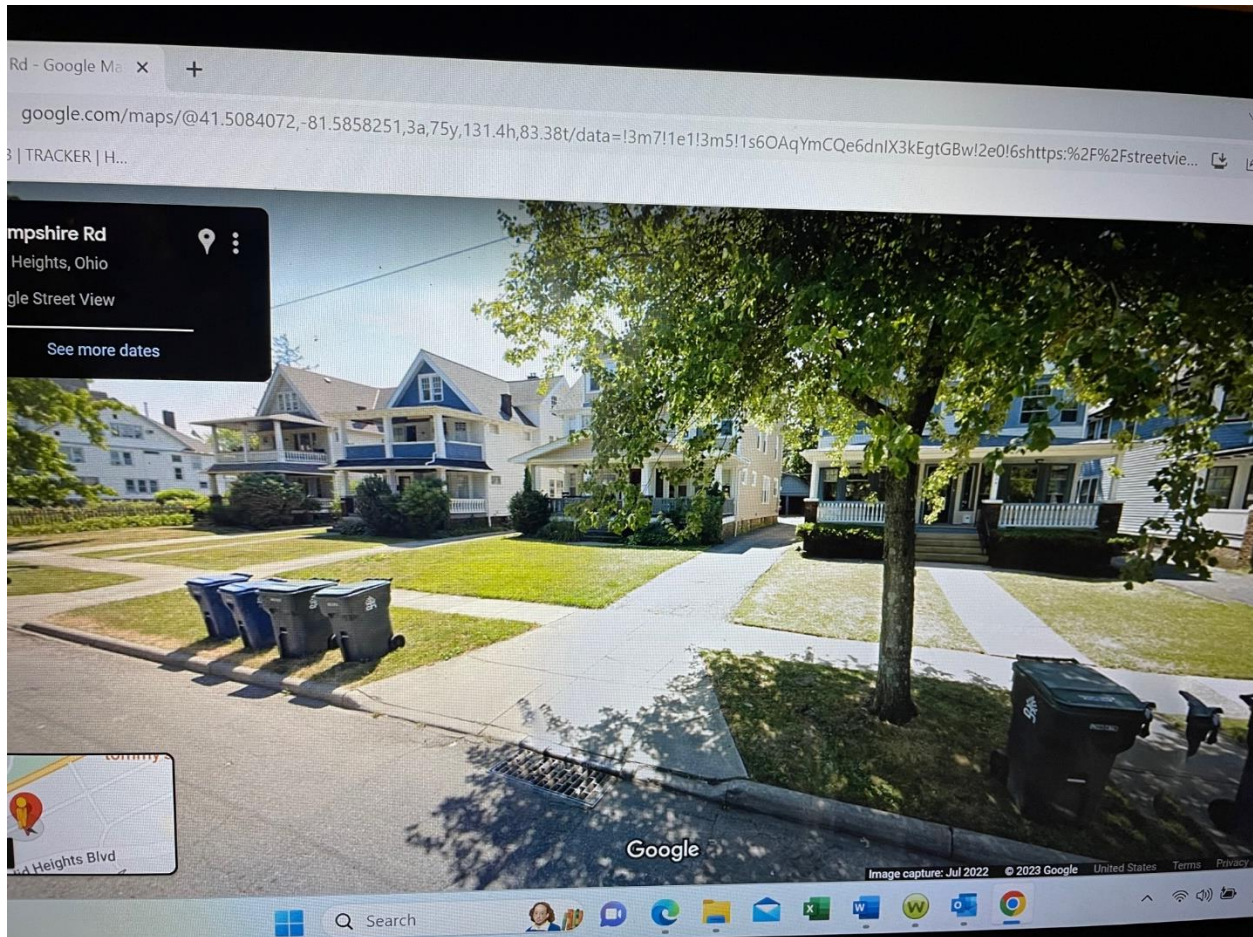 Rd - Google Ma
google.com/maps/@41.5084072,-81.5858251,3a,75y,131.4h,83.38t/data=!3m7!1e1!3m5!1s6OAqYmCQe6dnIX3kEgtGBw!2e0!6shttps:%2F%2Fstreetvie...
| TRACKER | H...
mpshire Rd
Heights, Ohio
gle Street View
See more dates
tommy's
id Heights Blvd
Google
Image capture: Jul 2022 © 2023 Google United States Terms Privacy
Search